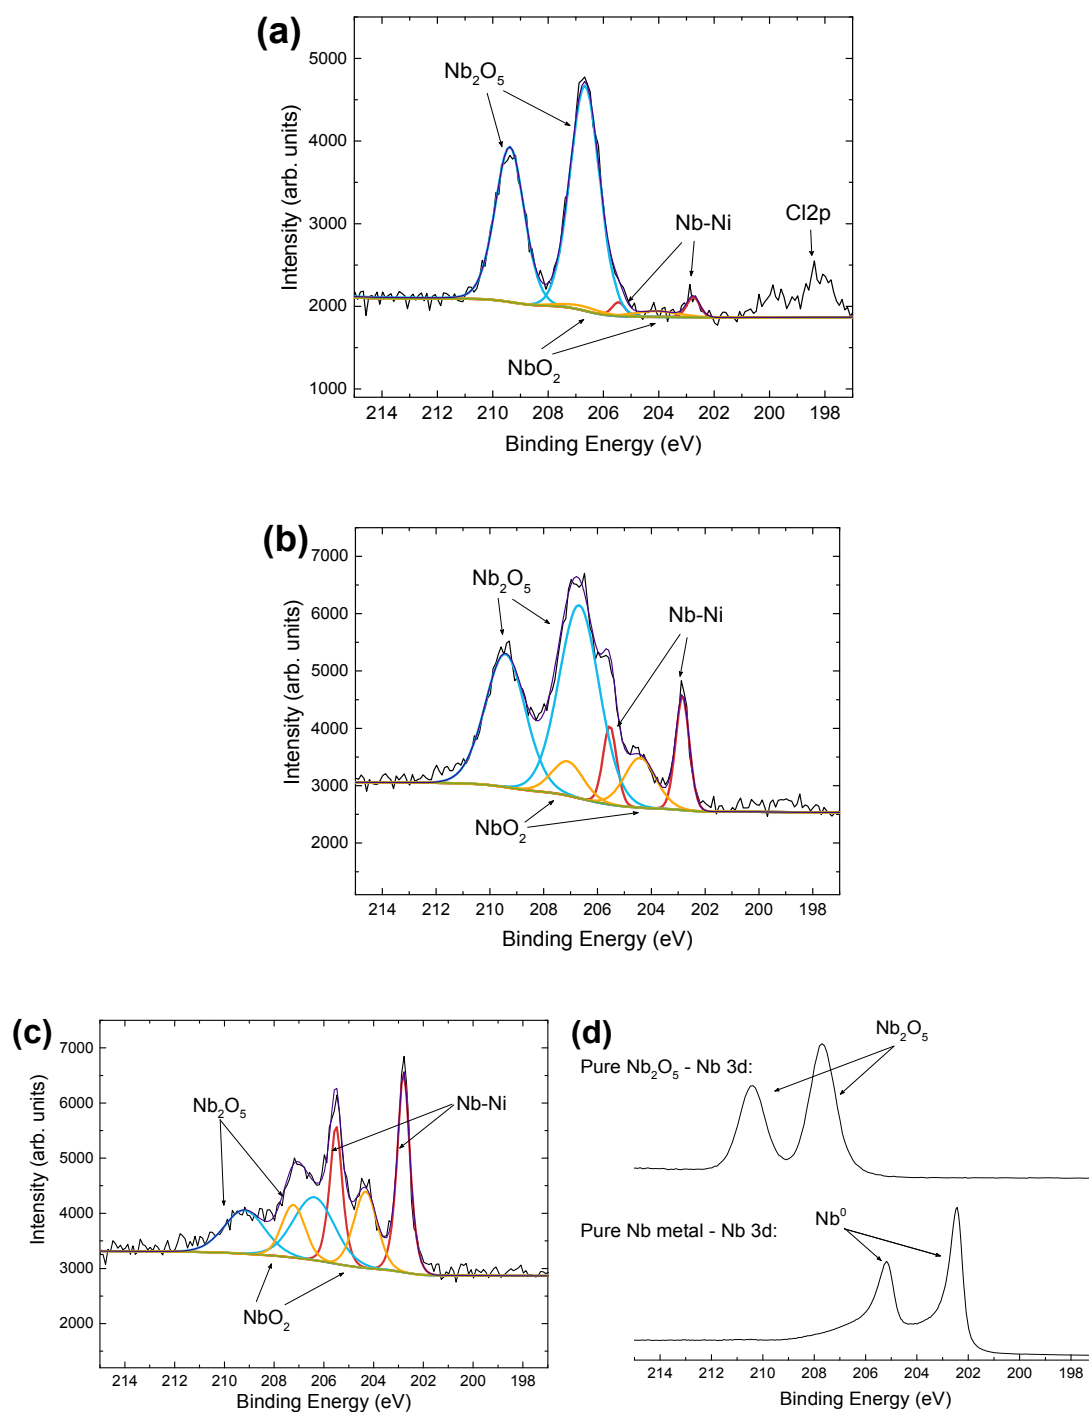 (a)
Nb₂O₅
Nb-Ni
Cl2p
NbO₂
5000
4000
3000
2000
1000
Intensity (arb. units)
214 212 210 208 206 204 202 200 198
Binding Energy (eV)
(b)
Nb₂O₅
Nb-Ni
NbO₂
7000
6000
5000
4000
3000
2000
Intensity (arb. units)
214 212 210 208 206 204 202 200 198
Binding Energy (eV)
(c)
Nb₂O₅
Nb-Ni
NbO₂
7000
6000
5000
4000
3000
2000
Intensity (arb. units)
214 212 210 208 206 204 202 200 198
Binding Energy (eV)
(d)
Nb₂O₅
Pure Nb₂O₅ - Nb 3d:
Nb⁰
Pure Nb metal - Nb 3d:
214 212 210 208 206 204 202 200 198
Binding Energy (eV)